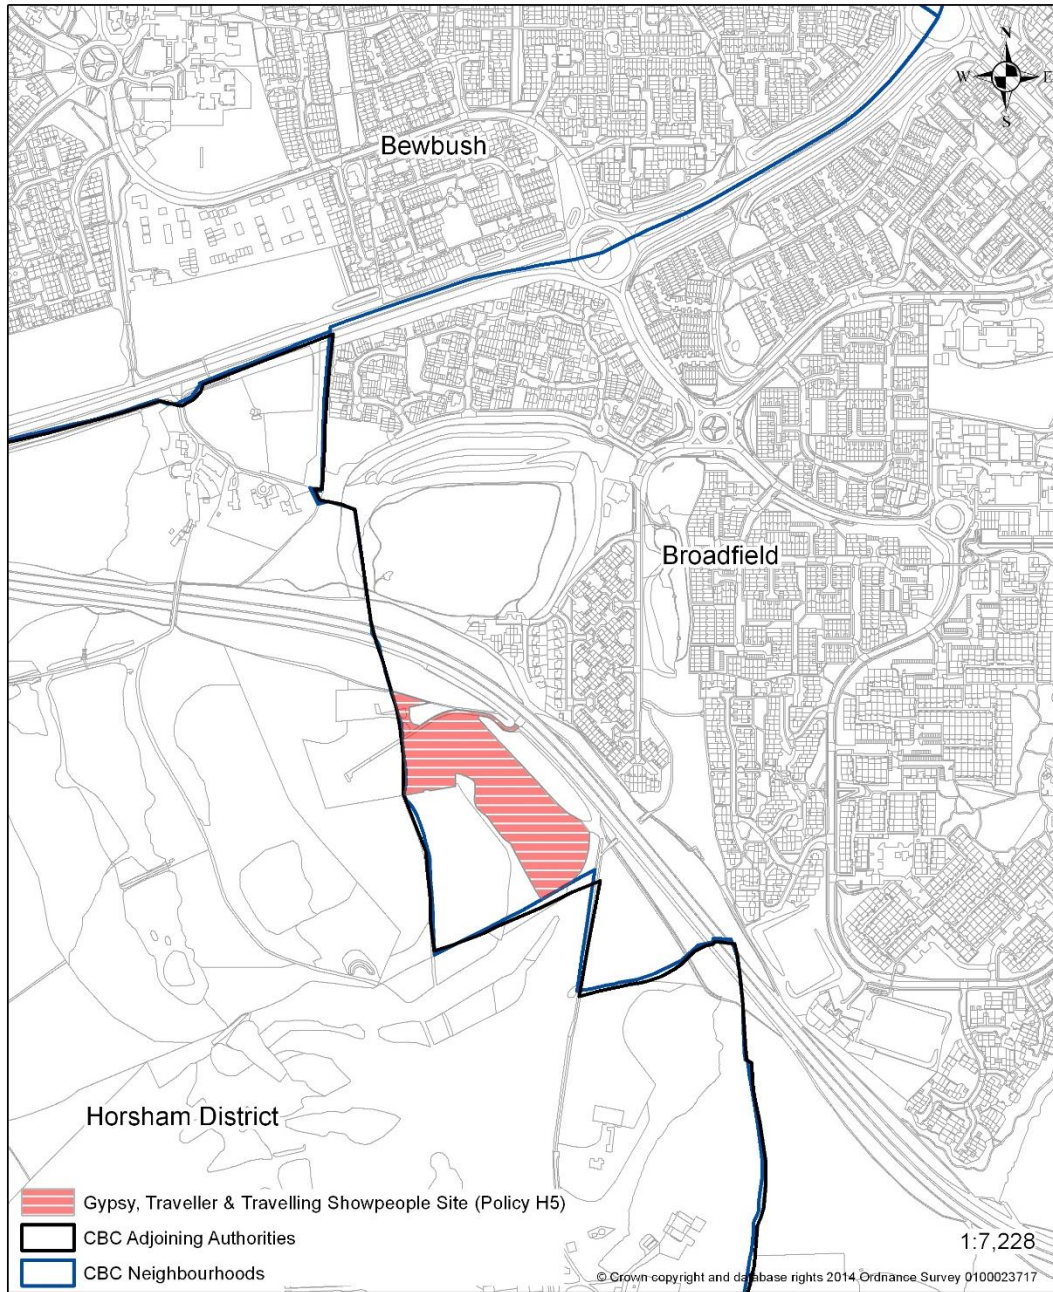 N
W E
S
Bewbush
Broadfield
Horsham District
Gypsy, Traveller & Travelling Showpeople Site (Policy H5)
CBC Adjoining Authorities
1:7,228
CBC Neighbourhoods
© Crown copyright and database rights 2014 Ordnance Survey 0100023717